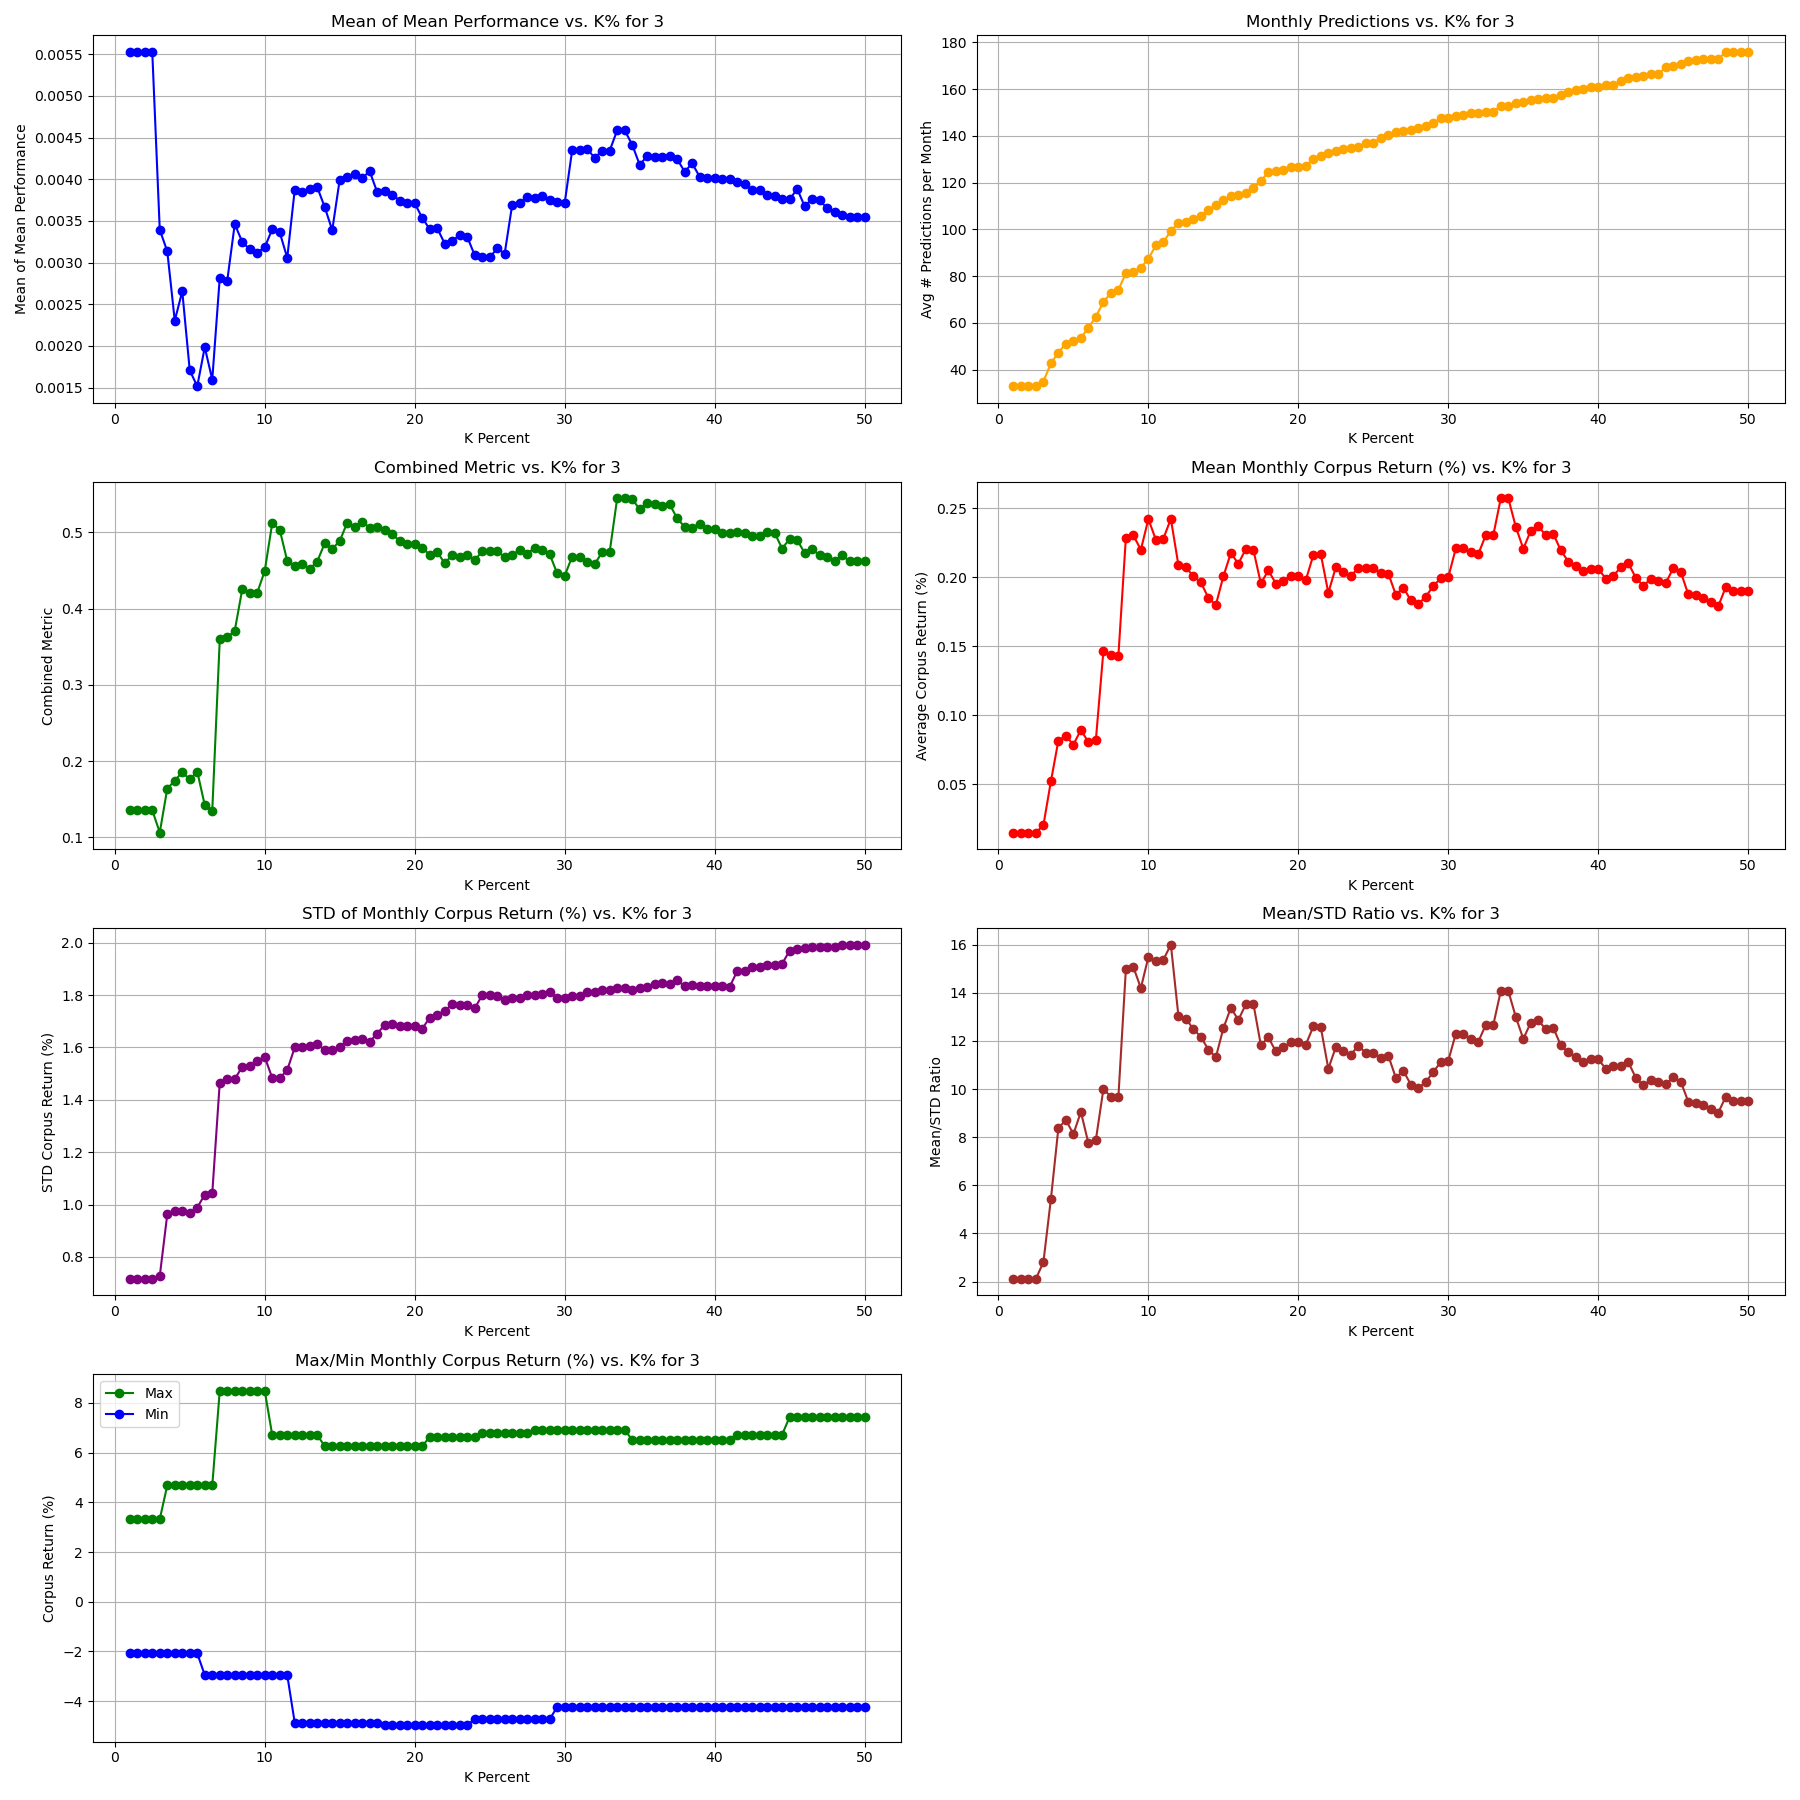 Mean of Mean Performance vs. K% for 3
Mean of Mean Performance
0.0055
0.0050
0.0045
0.0040
0.0035
0.0030
0.0025
0.0020
0.0015
0 10 20 30 40 50
K Percent
Monthly Predictions vs. K% for 3
Avg # Predictions per Month
180
160
140
120
100
80
60
40
0 10 20 30 40 50
K Percent
Combined Metric vs. K% for 3
Combined Metric
0.5
0.4
0.3
0.2
0.1
0 10 20 30 40 50
K Percent
Mean Monthly Corpus Return (%) vs. K% for 3
Average Corpus Return (%)
0.25
0.20
0.15
0.10
0.05
0 10 20 30 40 50
K Percent
STD of Monthly Corpus Return (%) vs. K% for 3
STD Corpus Return (%)
2.0
1.8
1.6
1.4
1.2
1.0
0.8
0 10 20 30 40 50
K Percent
Mean/STD Ratio vs. K% for 3
Mean/STD Ratio
16
14
12
10
8
6
4
2
0 10 20 30 40 50
K Percent
Max/Min Monthly Corpus Return (%) vs. K% for 3
Corpus Return (%)
Max
Min
8
6
4
2
0
−2
−4
0 10 20 30 40 50
K Percent